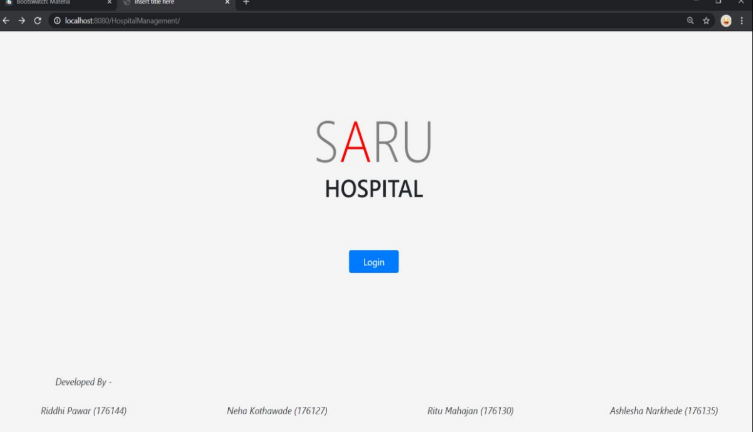 Bootswatch: Materia
Insert title here
localhost:8080/HospitalManagement/
SARU
HOSPITAL
Login
Developed By -
Riddhi Pawar (176144) Neha Kothawade (176127) Ritu Mahajan (176130) Ashlesha Narkhede (176135)